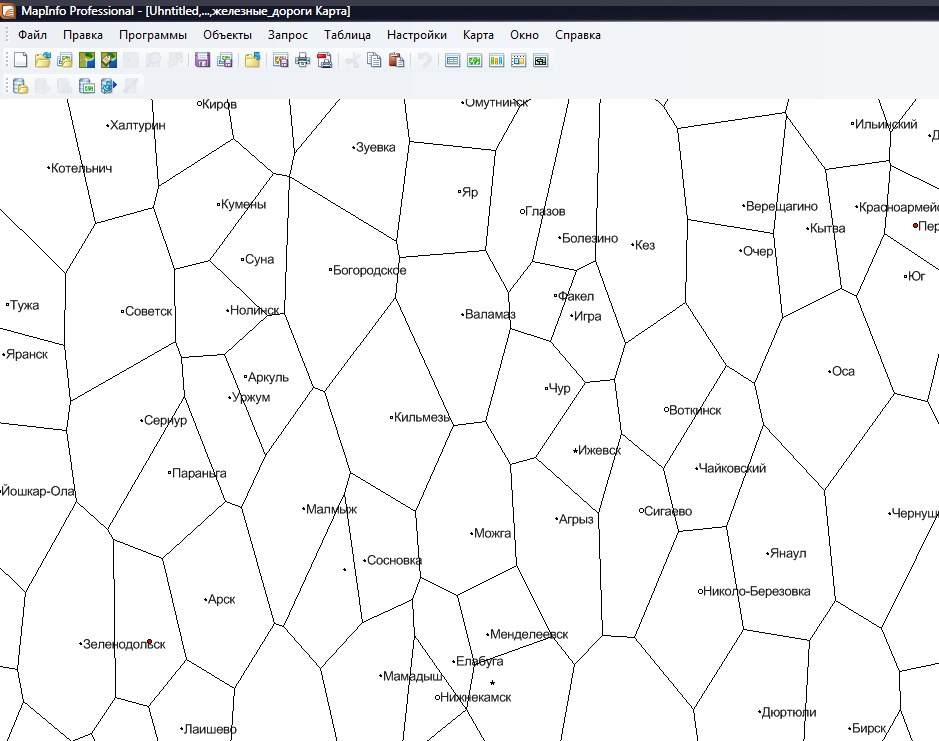 MapInfo Professional - [Uhntitled,...,железные_дороги Карта]
Файл Правка Программы Объекты Запрос Таблица Настройки Карта Окно Справка
Киров
Омутнинск
Халтурин
Ильинский
Зуевка
Котельнич
Яр
Кумены
Глазов
Верещагино
Красноармейс
Кытва
Пер
Болезино
Кез
Очер
Суна
Богородское
Юг
Факел
Тужа
Советск
Нолинск
Валамаз
Игра
Яранск
Оса
Аркуль
Чур
Уржум
Воткинск
Сернур
Кильмезь
Ижевск
Чайковский
Параньга
Йошкар-Ола
Малмыж
Сигаево
Чернуш
Агрыз
Можга
Янаул
Сосновка
Николо-Березовка
Арск
Менделеевск
Зеленодольск
Елабуга
Мамадыш
Нижнекамск
Дюртюли
Лаишево
Бирск